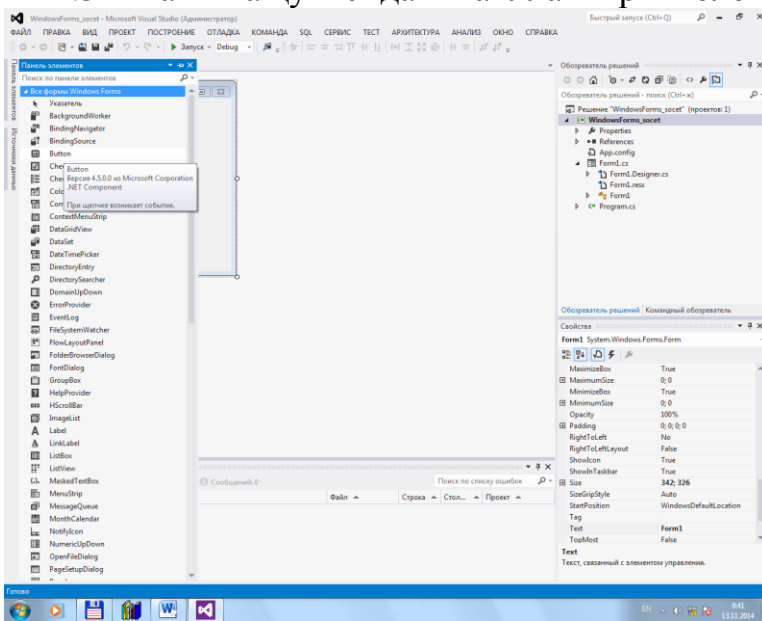 WindowsForms_socet - Microsoft Visual Studio (Администратор)
Быстрый запуск (Ctrl+Q)
ФАЙЛ ПРАВКА ВИД ПРОЕКТ ПОСТРОЕНИЕ ОТЛАДКА КОМАНДА SQL СЕРВИС ТЕСТ АРХИТЕКТУРА АНАЛИЗ ОКНО СПРАВКА
Запуск Debug
Панель элементов
Источники данных
Панель элементов
Поиск по панели элементов
Все формы Windows Forms
Указатель
BackgroundWorker
BindingNavigator
BindingSource
Button
Che
Che
Colo
Com
ContextMenuStrip
DataGridView
DataSet
DateTimePicker
DirectoryEntry
DirectorySearcher
DomainUpDown
ErrorProvider
EventLog
FileSystemWatcher
FlowLayoutPanel
FolderBrowserDialog
FontDialog
GroupBox
HelpProvider
HScrollBar
ImageList
Label
LinkLabel
ListBox
ListView
MaskedTextBox
MenuStrip
MessageQueue
MonthCalendar
NotifyIcon
NumericUpDown
OpenFileDialog
PageSetupDialog
Button
Версия 4.5.0.0 из Microsoft Corporation
.NET Component
При щелчке возникает событие.
Сообщений: 0
Поиск по списку ошибок
Файл Строка Стол... Проект
Обозреватель решений
Обозреватель решений - поиск (Ctrl+ж)
Решение "WindowsForms_socet" (проектов: 1)
WindowsForms_socet
Properties
References
App.config
Form1.cs
Form1.Designer.cs
Form1.resx
Form1
Program.cs
Обозреватель решений Командный обозреватель
Свойства
Form1 System.Windows.Forms.Form
MaximizeBox True
MaximumSize 0; 0
MinimizeBox True
MinimumSize 0; 0
Opacity 100%
Padding 0; 0; 0; 0
RightToLeft No
RightToLeftLayout False
ShowIcon True
ShowInTaskbar True
Size 342; 326
SizeGripStyle Auto
StartPosition WindowsDefaultLocation
Tag
Text Form1
TopMost False
Text
Текст, связанный с элементом управления.
Готово
EN
8:41
13.11.2014